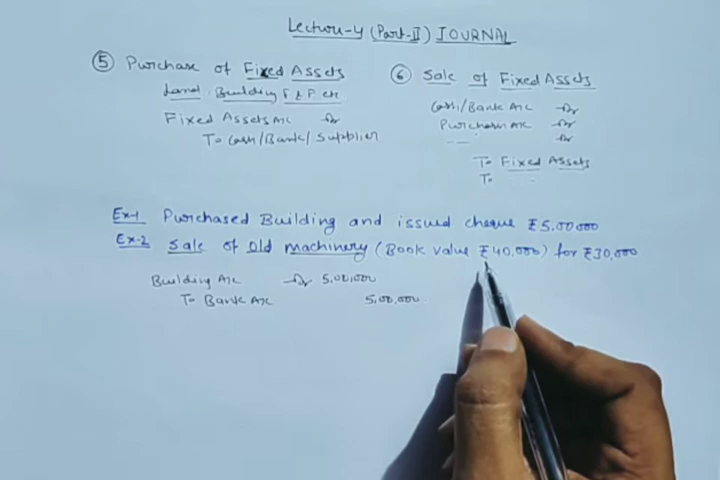 Lecture-4 (Part-II) JOURNAL
⑤ Purchase of Fixed Assets
Land, Building F & F etc
Fixed Assets A/c Dr
To Cash/Bank/Supplier
⑥ Sale of Fixed Assets
Cash/Bank A/c Dr
Purchaser A/c Dr
--- Dr
To Fixed Assets
To - -
Ex-1 Purchased Building and issued cheque ₹5,00,000
Ex-2 Sale of Old machinery (Book value ₹40,000) for ₹30,000
Building A/c Dr 5,00,000
To Bank A/c 5,00,000